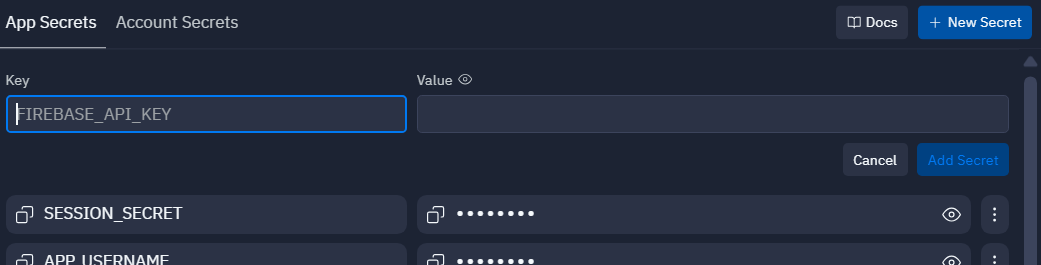 App Secrets Account Secrets Docs + New Secret
Key Value
FIREBASE_API_KEY
Cancel Add Secret
SESSION_SECRET ••••••••
APP_USERNAME ••••••••